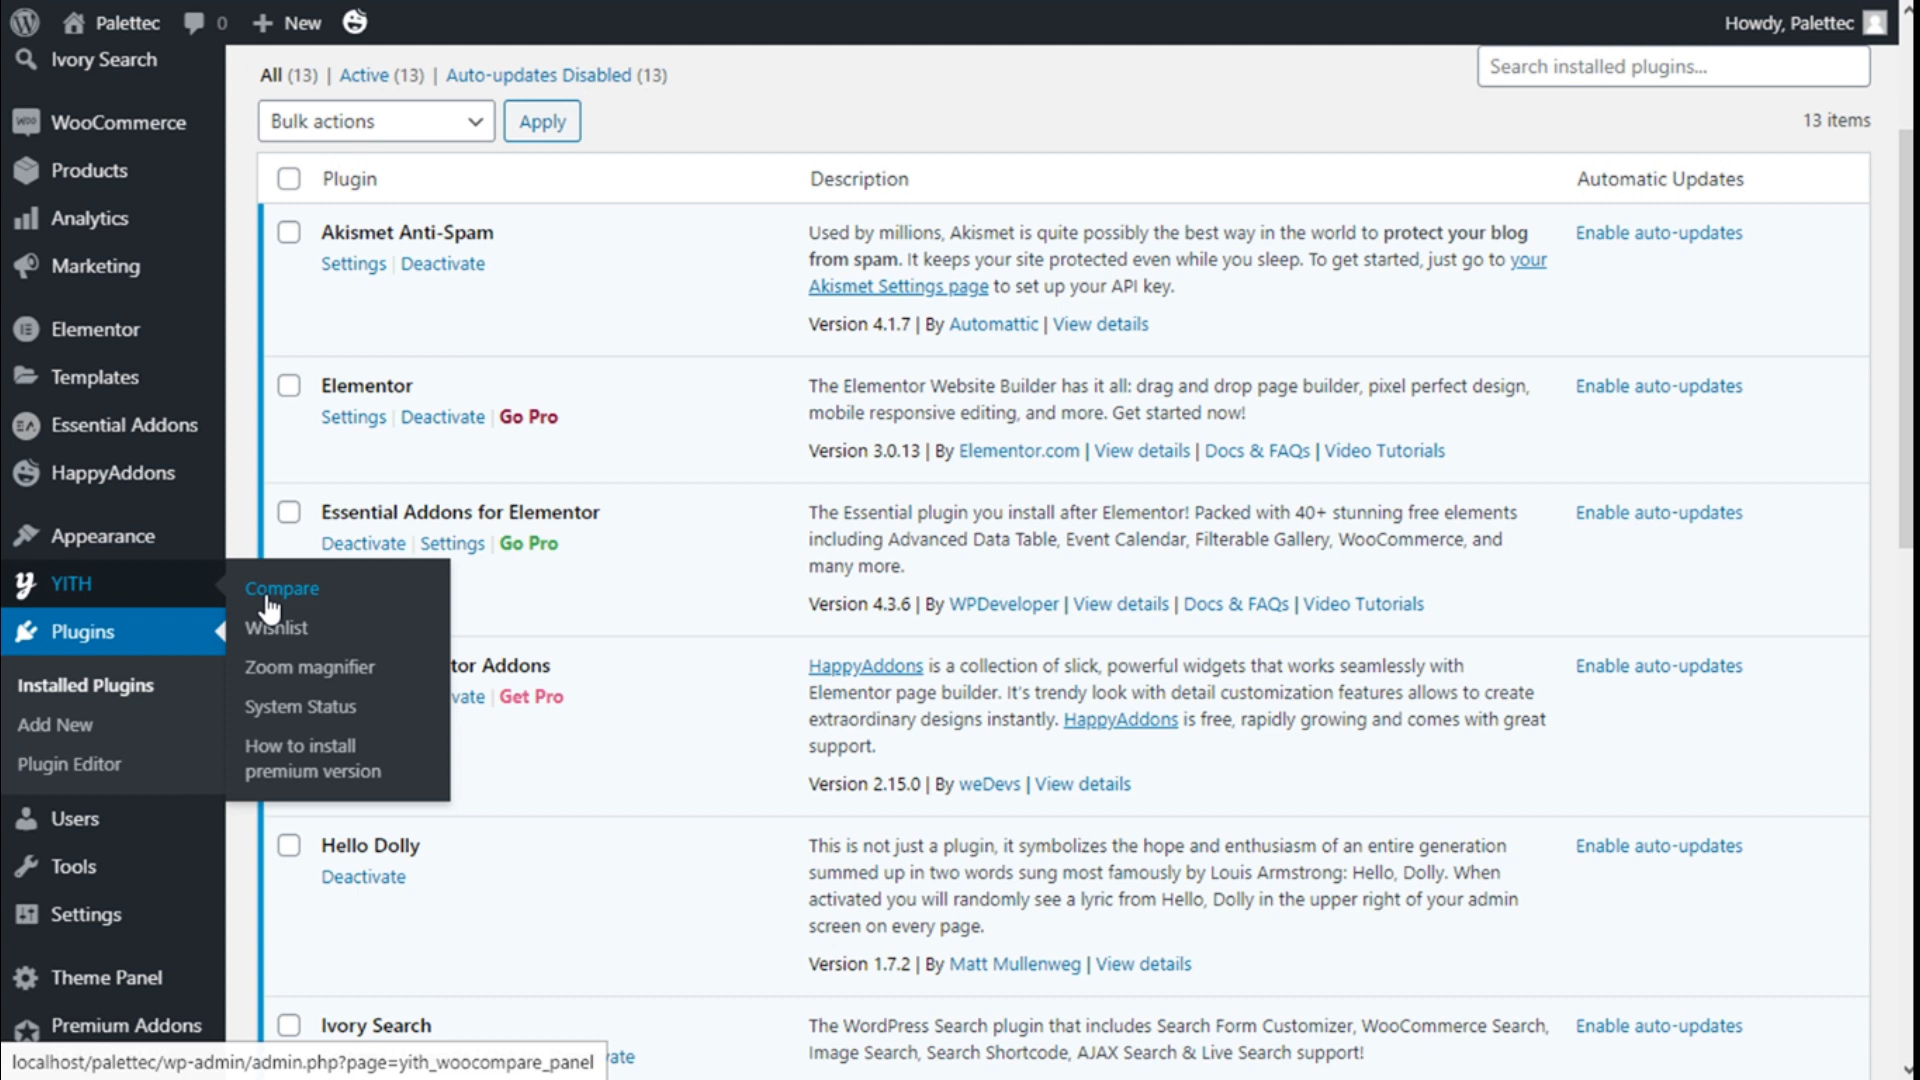 Palettec 0 + New Howdy, Palettec
Ivory Search
WooCommerce
Products
Analytics
Marketing
Elementor
Templates
Essential Addons
HappyAddons
Appearance
YITH
Plugins
Installed Plugins
Add New
Plugin Editor
Users
Tools
Settings
Theme Panel
Premium Addons
Compare
Wishlist
Zoom magnifier
System Status
How to install
premium version
All (13) | Active (13) | Auto-updates Disabled (13)
Search installed plugins...
Bulk actions Apply
13 items
Plugin Description Automatic Updates
Akismet Anti-Spam
Settings | Deactivate
Used by millions, Akismet is quite possibly the best way in the world to protect your blog
from spam. It keeps your site protected even while you sleep. To get started, just go to your
Akismet Settings page to set up your API key.
Version 4.1.7 | By Automattic | View details
Enable auto-updates
Elementor
Settings | Deactivate | Go Pro
The Elementor Website Builder has it all: drag and drop page builder, pixel perfect design,
mobile responsive editing, and more. Get started now!
Version 3.0.13 | By Elementor.com | View details | Docs & FAQs | Video Tutorials
Enable auto-updates
Essential Addons for Elementor
Deactivate | Settings | Go Pro
The Essential plugin you install after Elementor! Packed with 40+ stunning free elements
including Advanced Data Table, Event Calendar, Filterable Gallery, WooCommerce, and
many more.
Version 4.3.6 | By WPDeveloper | View details | Docs & FAQs | Video Tutorials
Enable auto-updates
tor Addons
vate | Get Pro
HappyAddons is a collection of slick, powerful widgets that works seamlessly with
Elementor page builder. It's trendy look with detail customization features allows to create
extraordinary designs instantly. HappyAddons is free, rapidly growing and comes with great
support.
Version 2.15.0 | By weDevs | View details
Enable auto-updates
Hello Dolly
Deactivate
This is not just a plugin, it symbolizes the hope and enthusiasm of an entire generation
summed up in two words sung most famously by Louis Armstrong: Hello, Dolly. When
activated you will randomly see a lyric from Hello, Dolly in the upper right of your admin
screen on every page.
Version 1.7.2 | By Matt Mullenweg | View details
Enable auto-updates
Ivory Search
ate
The WordPress Search plugin that includes Search Form Customizer, WooCommerce Search,
Image Search, Search Shortcode, AJAX Search & Live Search support!
Enable auto-updates
localhost/palettec/wp-admin/admin.php?page=yith_woocompare_panel